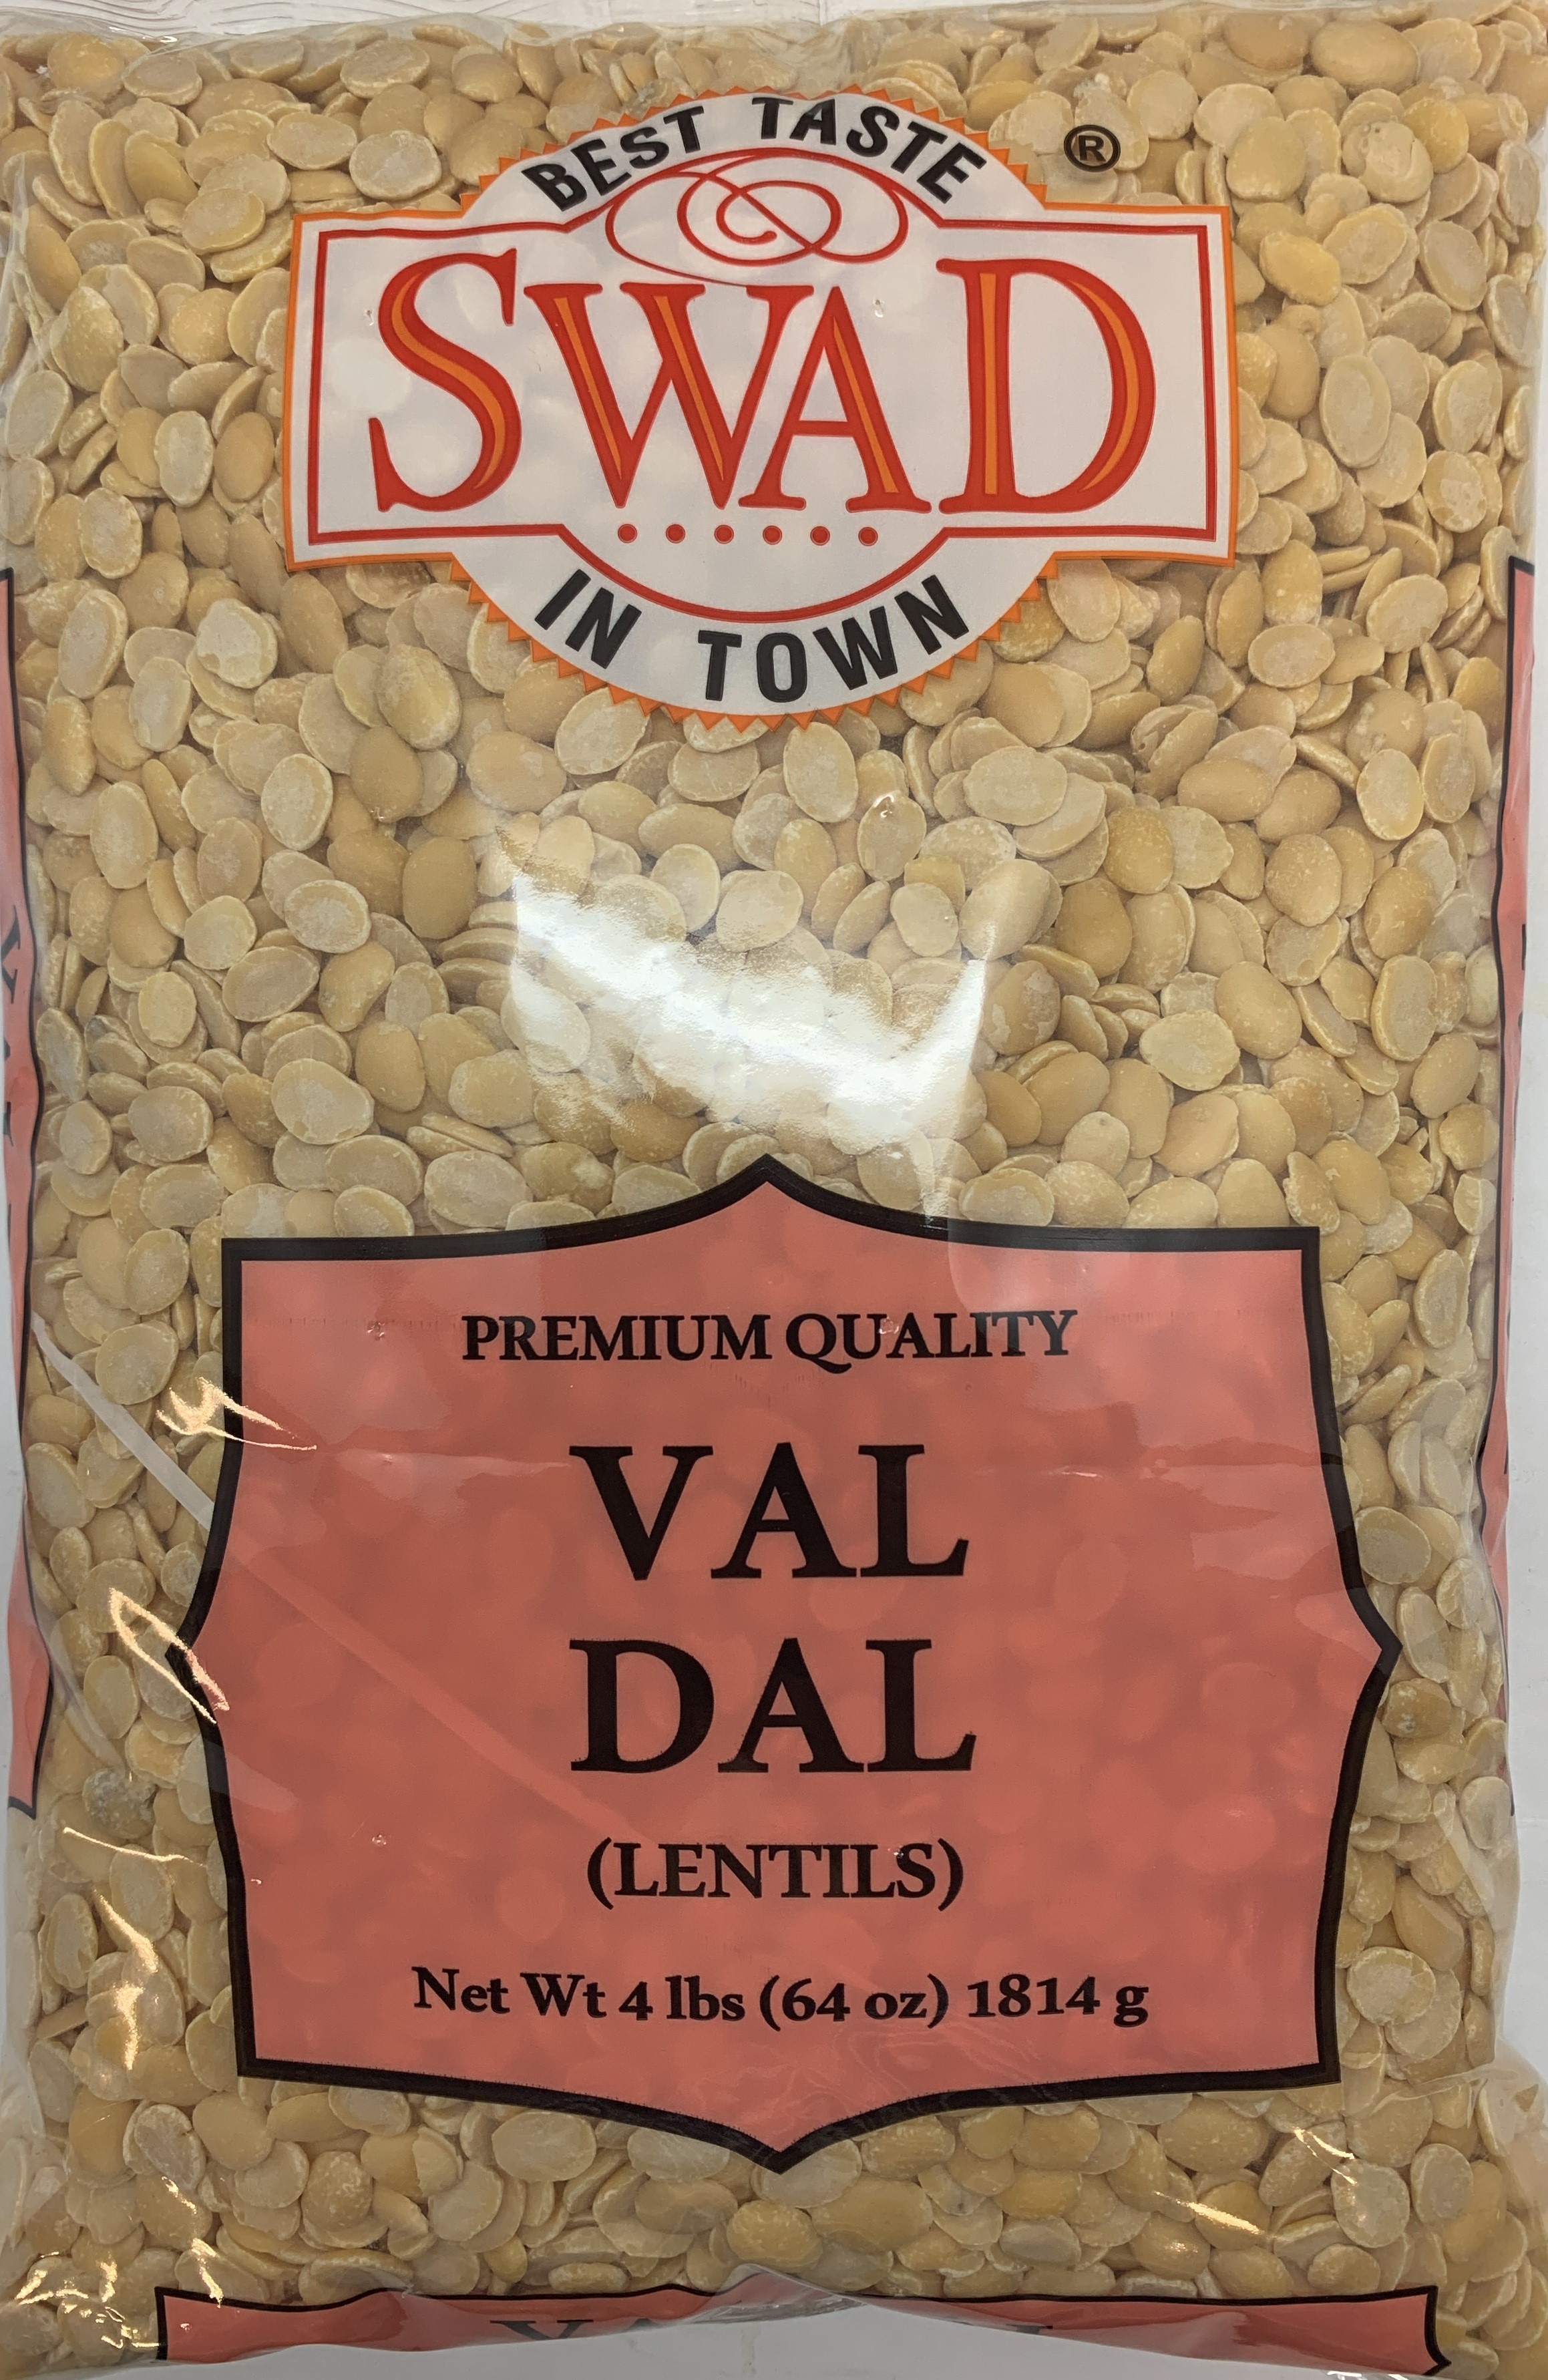 BEST TASTE
®
SWAD
IN TOWN
PREMIUM QUALITY
VAL
DAL
(LENTILS)
Net Wt 4 lbs (64 oz) 1814 g